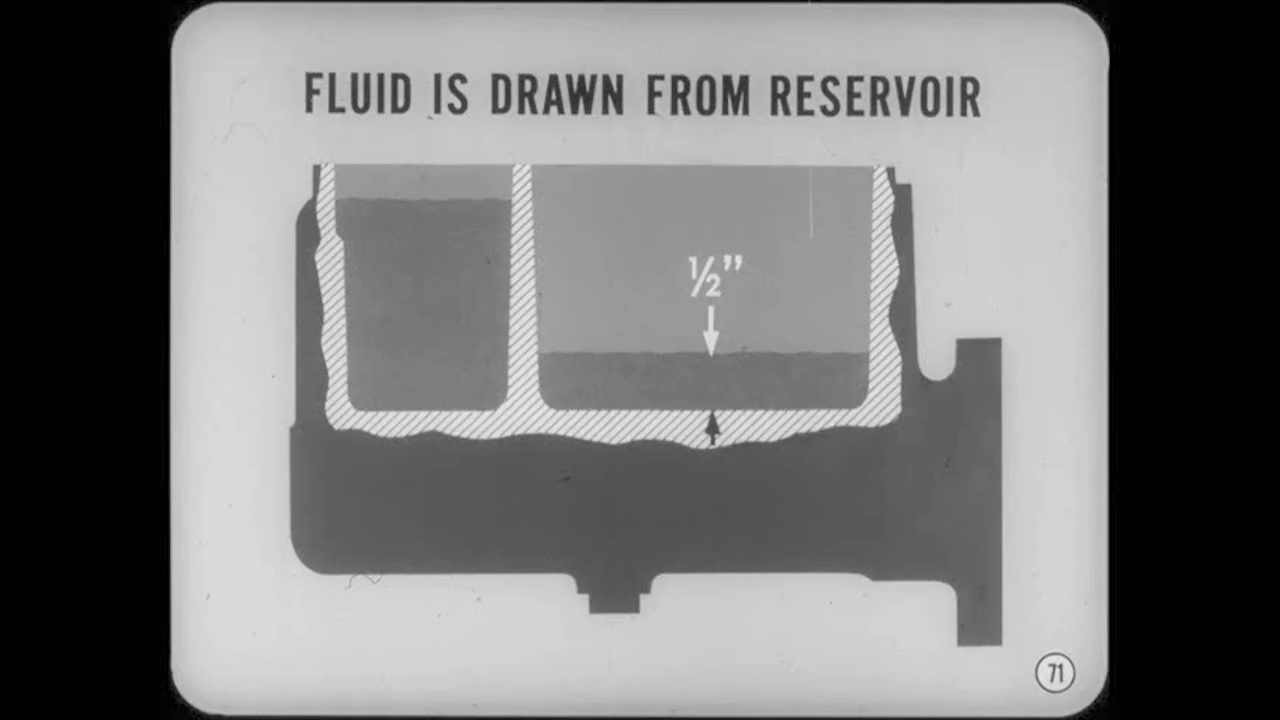 FLUID IS DRAWN FROM RESERVOIR
½”
71